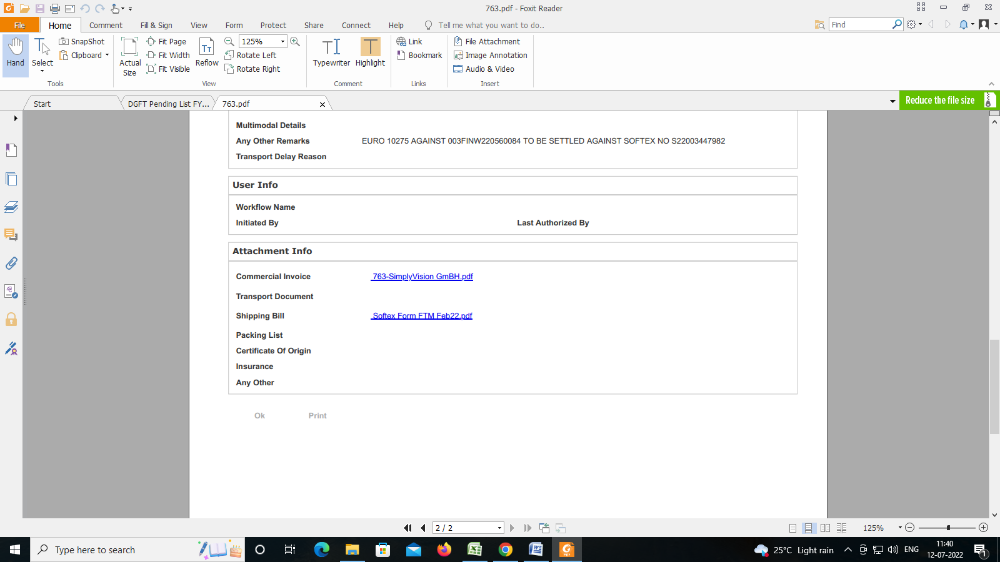 763.pdf - Foxit Reader
File Home Comment Fill & Sign View Form Protect Share Connect Help Tell me what you want to do.. Find
Hand
Select
SnapShot
Clipboard
Tools
Actual Size
Fit Page
Fit Width
Fit Visible
Reflow
125%
Rotate Left
Rotate Right
View
Typewriter
Highlight
Comment
Link
Bookmark
Links
File Attachment
Image Annotation
Audio & Video
Insert
Start DGFT Pending List FY... 763.pdf Reduce the file size
Multimodal Details
Any Other Remarks EURO 10275 AGAINST 003FINW220560084 TO BE SETTLED AGAINST SOFTEX NO S22003447982
Transport Delay Reason
User Info
Workflow Name
Initiated By Last Authorized By
Attachment Info
Commercial Invoice 763-SimplyVision GmBH.pdf
Transport Document
Shipping Bill Softex Form FTM Feb22.pdf
Packing List
Certificate Of Origin
Insurance
Any Other
Ok Print
2 / 2 125%
Type here to search 25°C Light rain ENG 11:40
12-07-2022 1